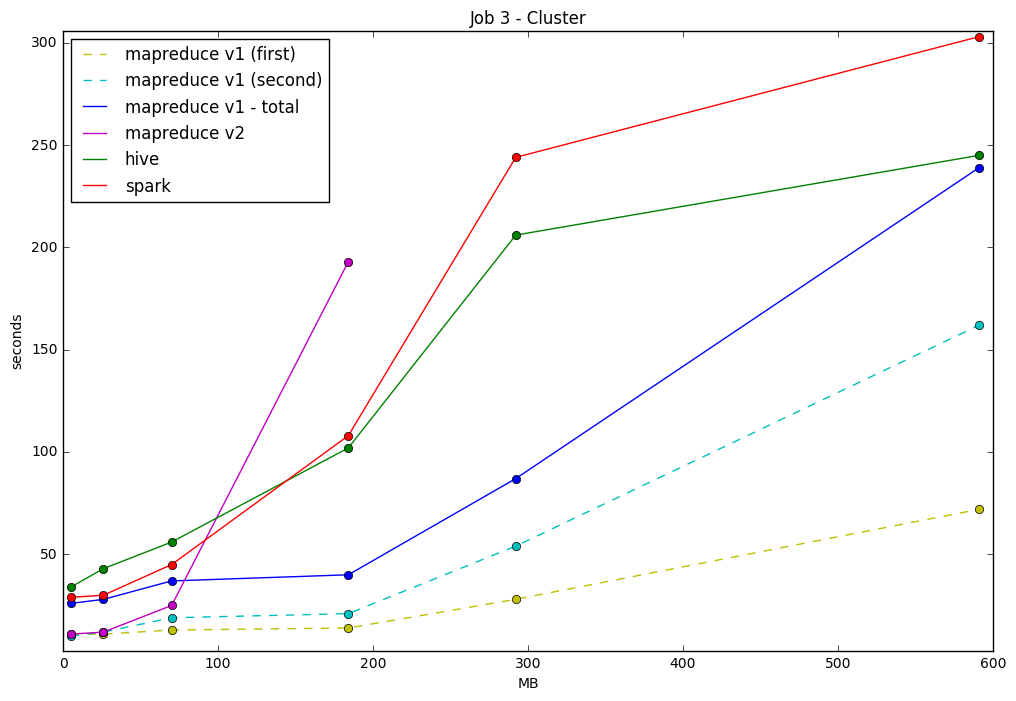 Job 3 - Cluster
mapreduce v1 (first)
mapreduce v1 (second)
mapreduce v1 - total
mapreduce v2
hive
spark
seconds
300
250
200
150
100
50
0 100 200 300 400 500 600
MB